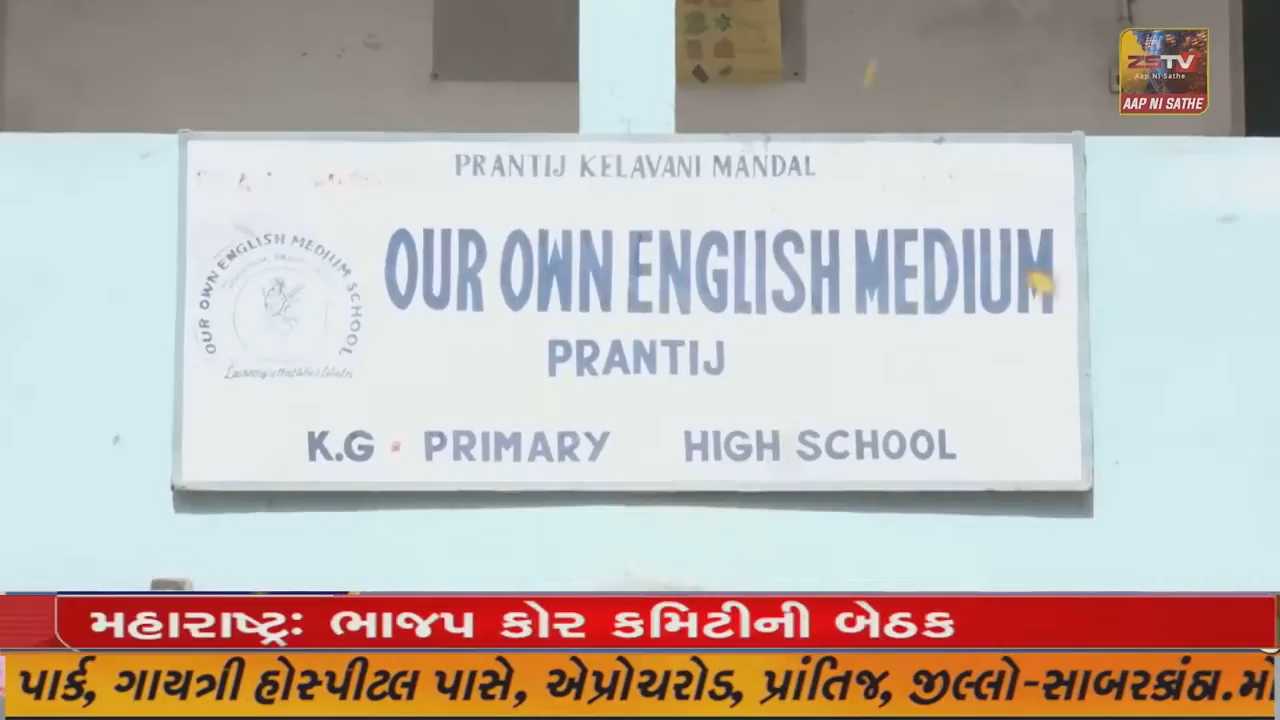 ZSTV
Aap Ni Sathe
AAP NI SATHE
PRANTIJ KELAVANI MANDAL
OUR OWN ENGLISH MEDIUM SCHOOL
OUR OWN ENGLISH MEDIUM
PRANTIJ
K.G • PRIMARY HIGH SCHOOL
મહારાષ્ટ્રઃ ભાજપ કોર કમિટીની બેઠક
પાર્ક, ગાયત્રી હોસ્પીટલ પાસે, એપ્રોચરોડ, પ્રાંતિજ, જીલ્લો-સાબરકાંઠા.મો